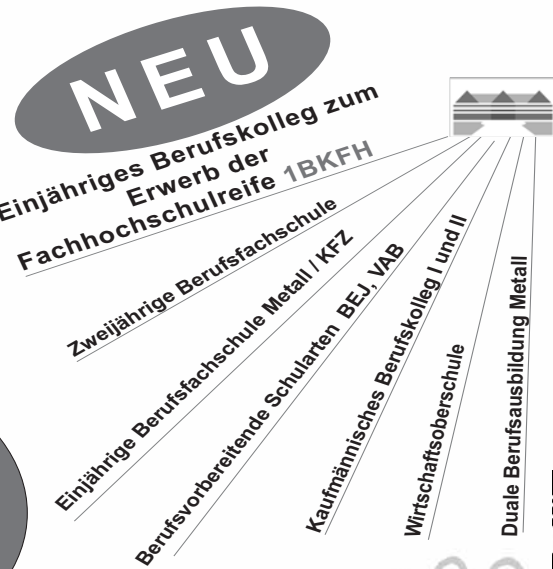 NEU
Einjähriges Berufskolleg zum
Erwerb der
Fachhochschulreife 1BKFH
Zweijährige Berufsfachschule
Einjährige Berufsfachschule Metall / KFZ
Berufsvorbereitende Schularten BEJ, VAB
Kaufmännisches Berufskolleg I und II
Wirtschaftsoberschule
Duale Berufsausbildung Metall